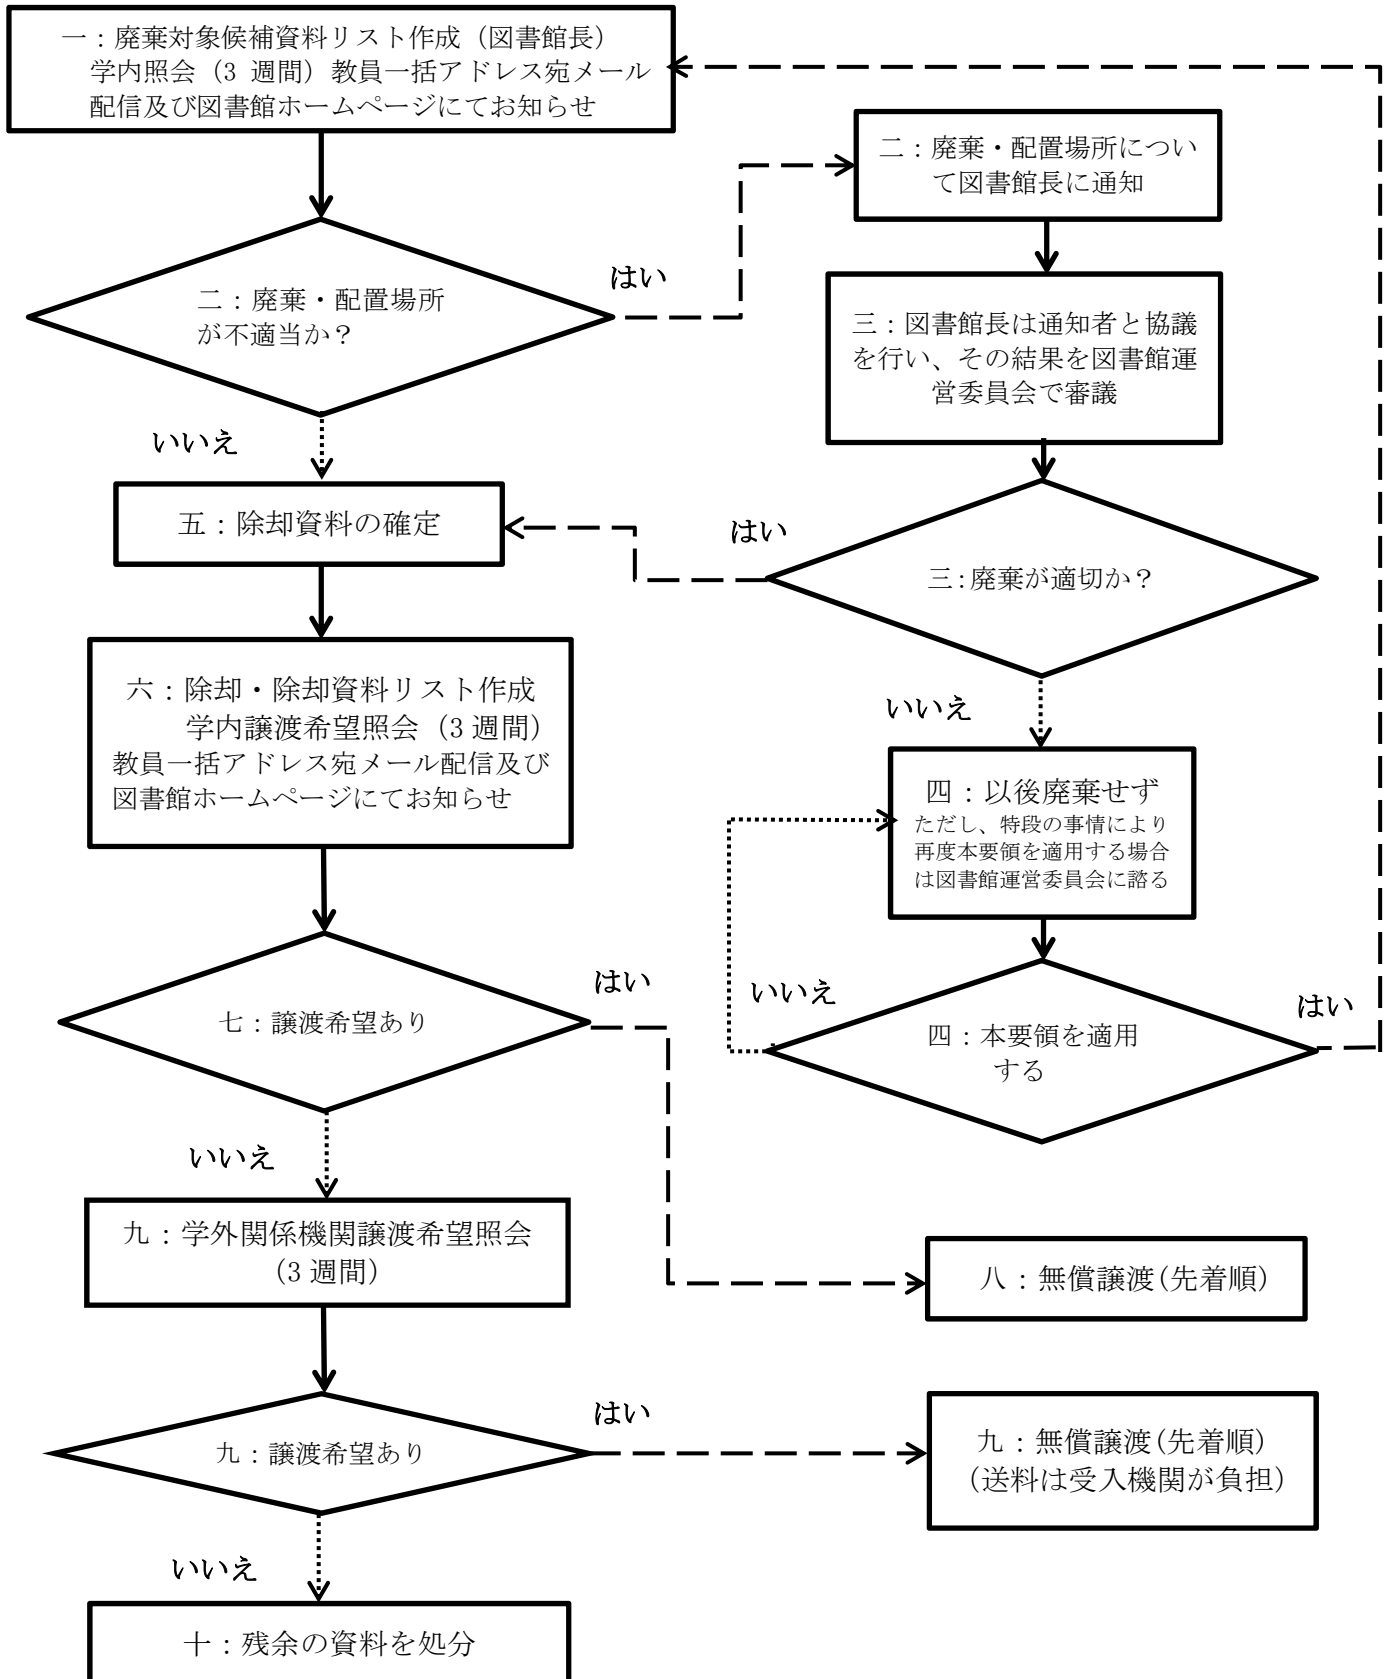 一：廃棄対象候補資料リスト作成（図書館長）
学内照会（3 週間）教員一括アドレス宛メール
配信及び図書館ホームページにてお知らせ
二：廃棄・配置場所につい
て図書館長に通知
はい
二：廃棄・配置場所
が不適当か？
三：図書館長は通知者と協議
を行い、その結果を図書館運
営委員会で審議
いいえ
五：除却資料の確定
はい
三：廃棄が適切か？
六：除却・除却資料リスト作成
学内譲渡希望照会（3 週間）
教員一括アドレス宛メール配信及び
図書館ホームページにてお知らせ
いいえ
四：以後廃棄せず
ただし、特段の事情により
再度本要領を適用する場合
は図書館運営委員会に諮る
はい
七：譲渡希望あり
いいえ
はい
四：本要領を適用
する
いいえ
九：学外関係機関譲渡希望照会
（3 週間）
八：無償譲渡（先着順）
はい
九：譲渡希望あり
九：無償譲渡（先着順）
（送料は受入機関が負担）
いいえ
十：残余の資料を処分